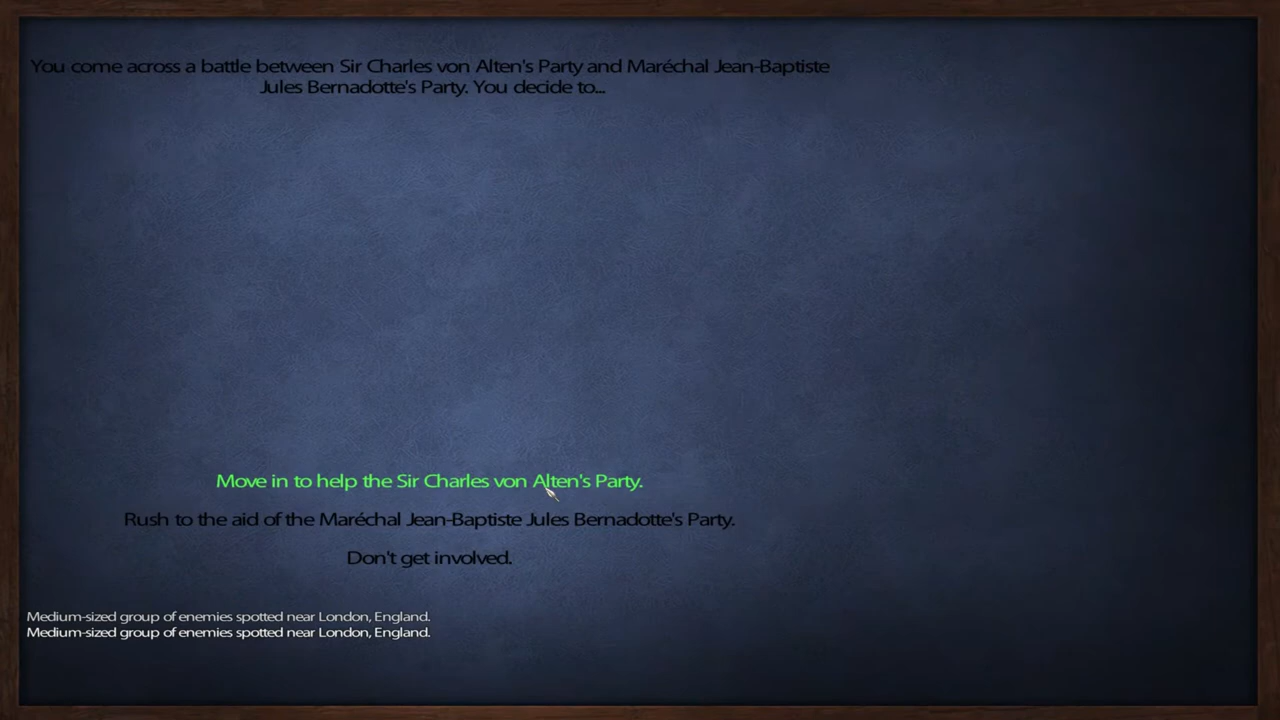 You come across a battle between Sir Charles von Alten's Party and Maréchal Jean-Baptiste
Jules Bernadotte's Party. You decide to...
Move in to help the Sir Charles von Alten's Party.
Rush to the aid of the Maréchal Jean-Baptiste Jules Bernadotte's Party.
Don't get involved.
Medium-sized group of enemies spotted near London, England.
Medium-sized group of enemies spotted near London, England.